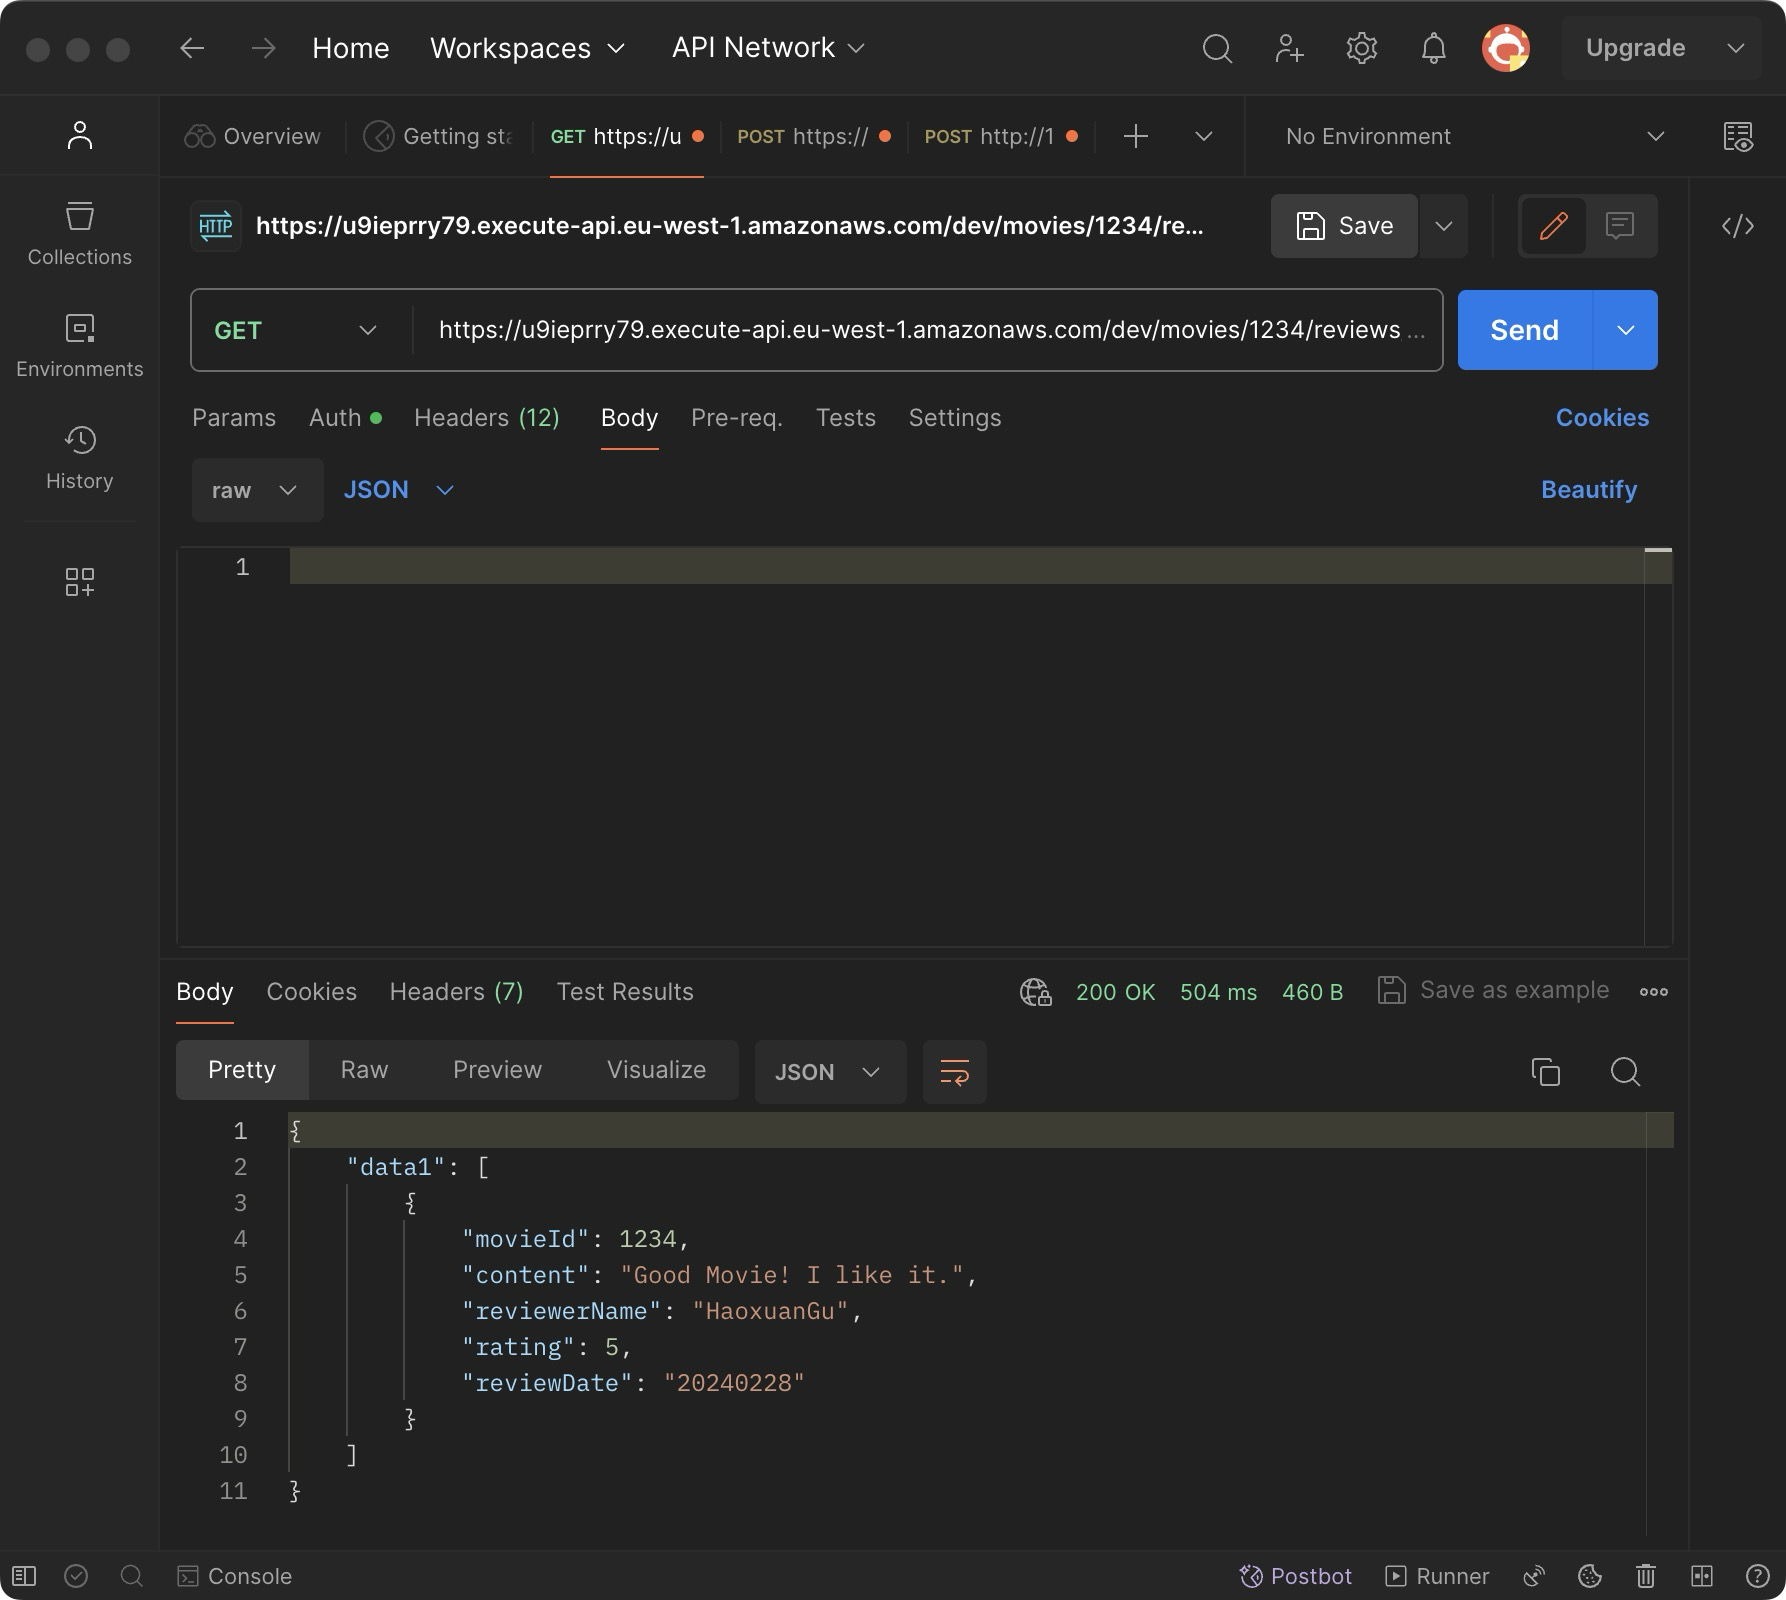 Home Workspaces API Network Upgrade
Overview Getting sta GET https://u POST https:// POST http://1 No Environment
HTTP https://u9ieprry79.execute-api.eu-west-1.amazonaws.com/dev/movies/1234/re... Save
Collections
Environments
History
GET https://u9ieprry79.execute-api.eu-west-1.amazonaws.com/dev/movies/1234/reviews ... Send
Params Auth Headers (12) Body Pre-req. Tests Settings Cookies
raw JSON Beautify
1
Body Cookies Headers (7) Test Results 200 OK 504 ms 460 B Save as example
Pretty Raw Preview Visualize JSON
1 {
2 "data1": [
3 {
4 "movieId": 1234,
5 "content": "Good Movie! I like it.",
6 "reviewerName": "HaoxuanGu",
7 "rating": 5,
8 "reviewDate": "20240228"
9 }
10 ]
11 }
Console Postbot Runner